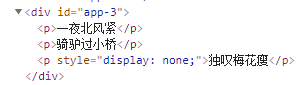 ▼<div id="app-3">
<p>一夜北风紧</p>
<p>骑驴过小桥</p>
<p style="display: none;">独叹梅花瘦</p>
</div>